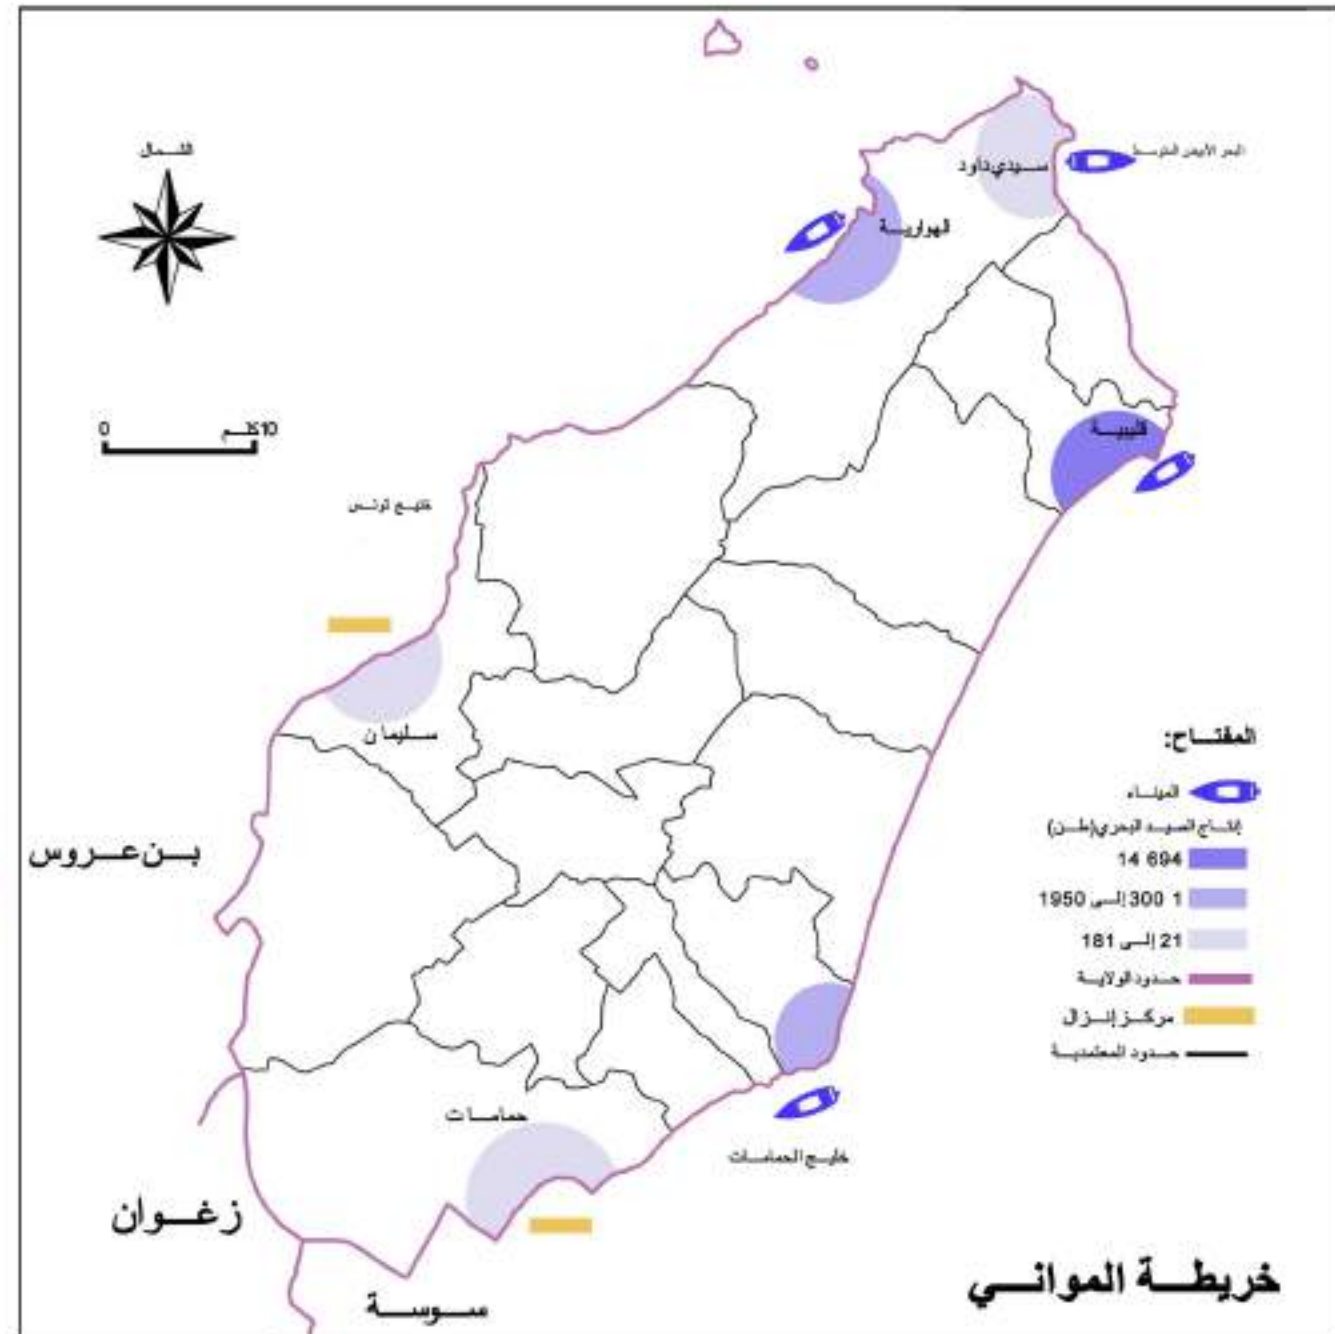 الشمال
البحر الأبيض المتوسط
سيدي داود
الهوارية
0 10كلم
قليبية
خليج تونس
سليمان
المفتاح:
الميناء
إنتاج الصيد البحري(طن)
14 694
1 300 إلى 1950
21 إلى 181
حدود الولاية
مركز إنزال
حدود المعتمدية
بن عروس
حمامات
خليج الحمامات
زغوان
سوسة
خريطة المواني